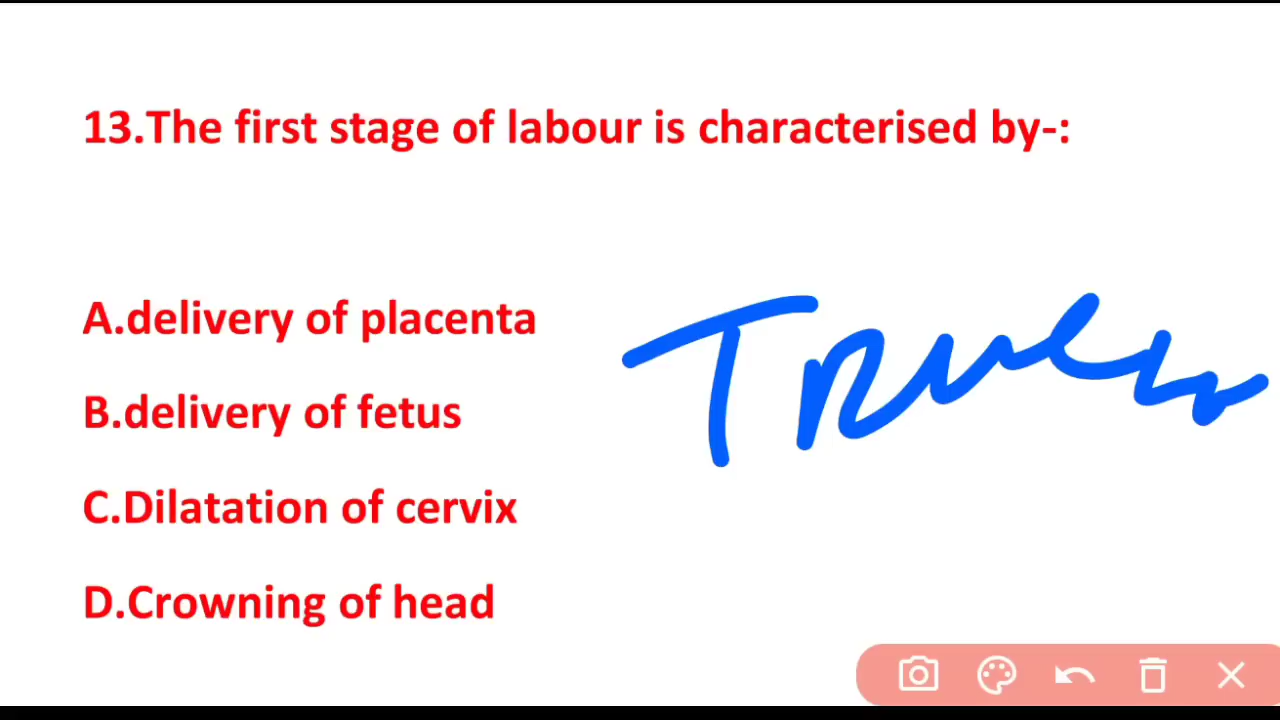 13.The first stage of labour is characterised by-:
A.delivery of placenta
B.delivery of fetus
C.Dilatation of cervix
D.Crowning of head